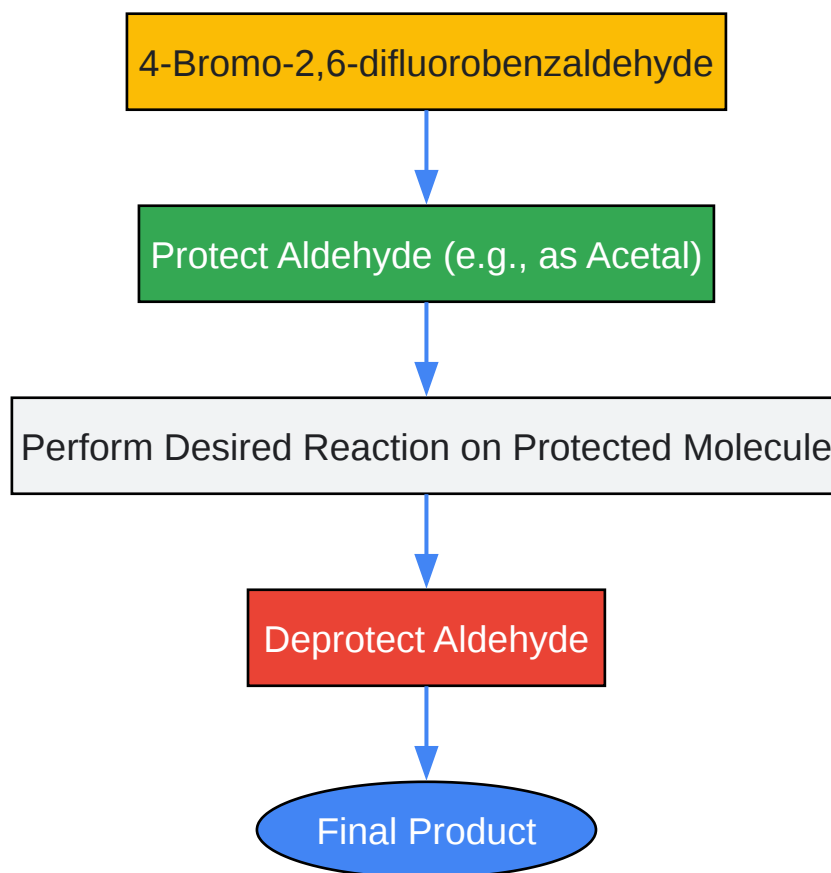 4-Bromo-2,6-difluorobenzaldehyde
Protect Aldehyde (e.g., as Acetal)
Perform Desired Reaction on Protected Molecule
Deprotect Aldehyde
Final Product